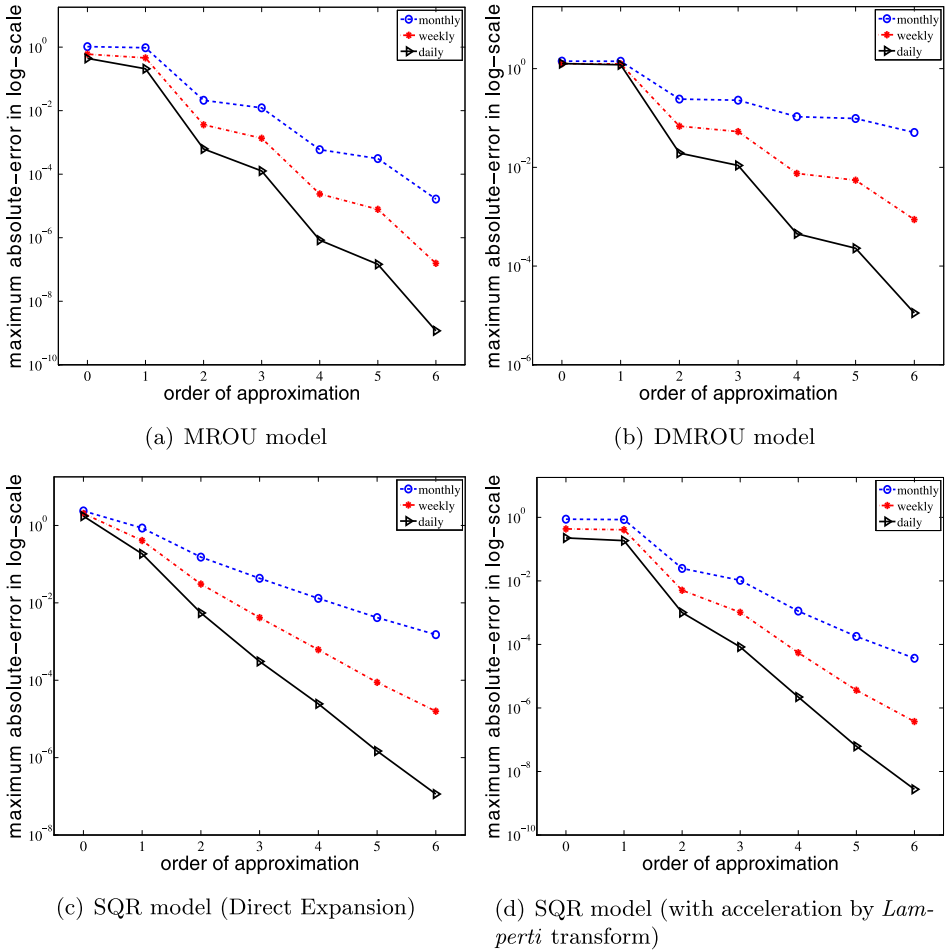 maximum absolute−error in log−scale
10^0
10^−2
10^−4
10^−6
10^−8
10^−10
monthly
weekly
daily
0 1 2 3 4 5 6
order of approximation
(a) MROU model
maximum absolute−error in log−scale
10^0
10^−2
10^−4
10^−6
monthly
weekly
daily
0 1 2 3 4 5 6
order of approximation
(b) DMROU model
maximum absolute−error in log−scale
10^0
10^−2
10^−4
10^−6
10^−8
monthly
weekly
daily
0 1 2 3 4 5 6
order of approximation
(c) SQR model (Direct Expansion)
maximum absolute−error in log−scale
10^0
10^−2
10^−4
10^−6
10^−8
10^−10
monthly
weekly
daily
0 1 2 3 4 5 6
order of approximation
(d) SQR model (with acceleration by Lam-
perti transform)